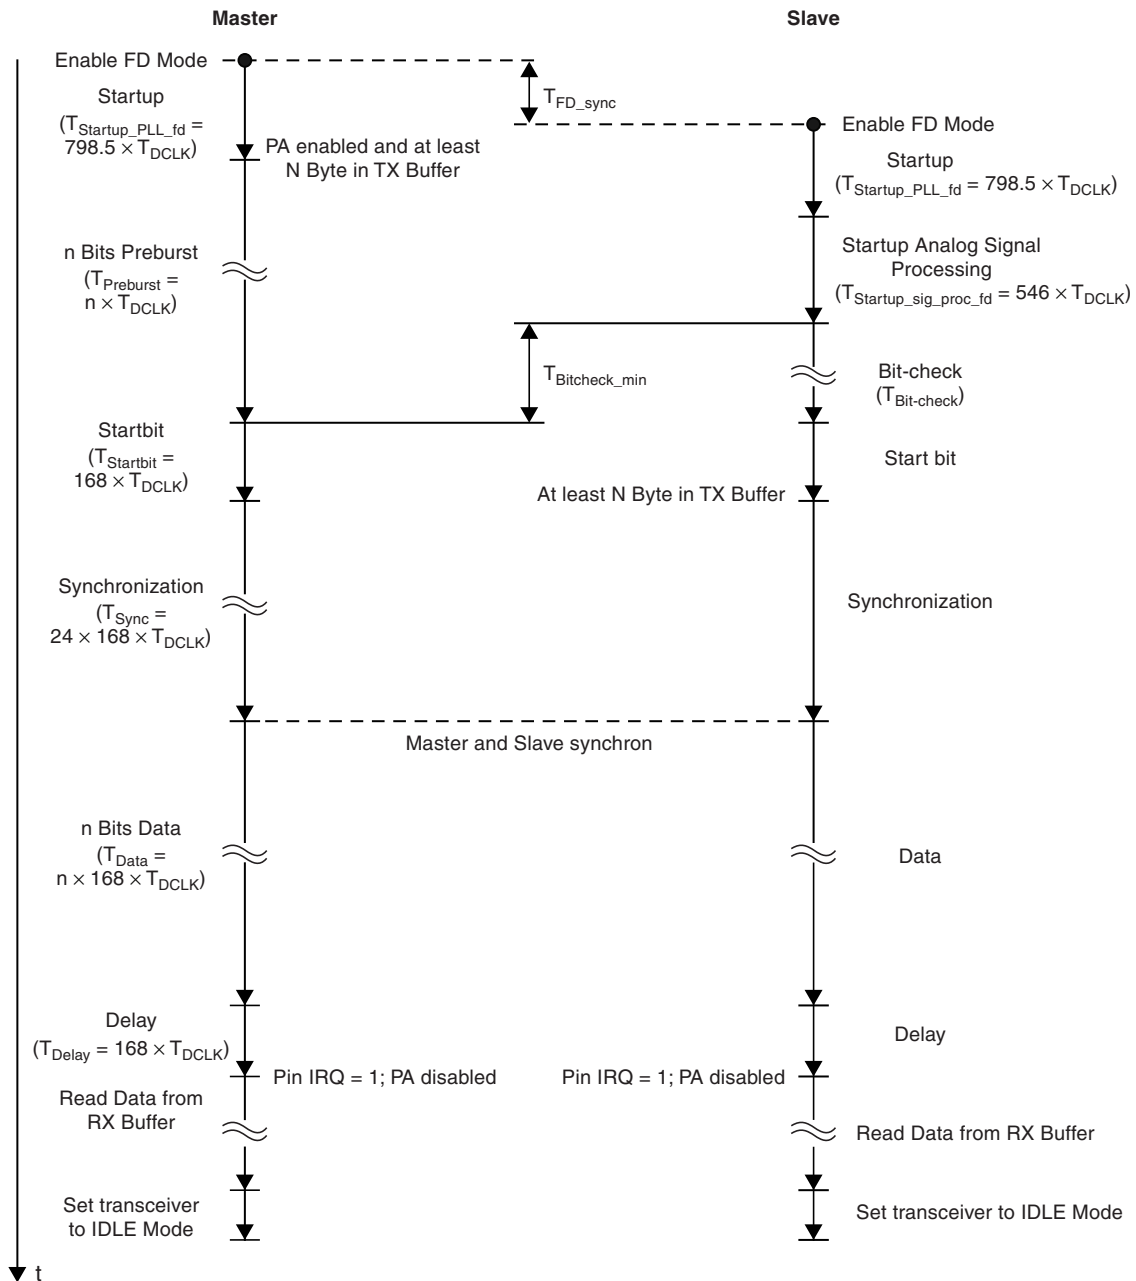 Master
Slave
Enable FD Mode
Startup
(T_Startup_PLL_fd =
798.5 × T_DCLK)
PA enabled and at least
N Byte in TX Buffer
T_FD_sync
Enable FD Mode
Startup
(T_Startup_PLL_fd = 798.5 × T_DCLK)
n Bits Preburst
(T_Preburst =
n × T_DCLK)
Startup Analog Signal
Processing
(T_Startup_sig_proc_fd = 546 × T_DCLK)
T_Bitcheck_min
Bit-check
(T_Bit-check)
Startbit
(T_Startbit =
168 × T_DCLK)
Start bit
At least N Byte in TX Buffer
Synchronization
(T_Sync =
24 × 168 × T_DCLK)
Synchronization
Master and Slave synchron
n Bits Data
(T_Data =
n × 168 × T_DCLK)
Data
Delay
(T_Delay = 168 × T_DCLK)
Delay
Pin IRQ = 1; PA disabled
Pin IRQ = 1; PA disabled
Read Data from
RX Buffer
Read Data from RX Buffer
Set transceiver
to IDLE Mode
Set transceiver to IDLE Mode
t